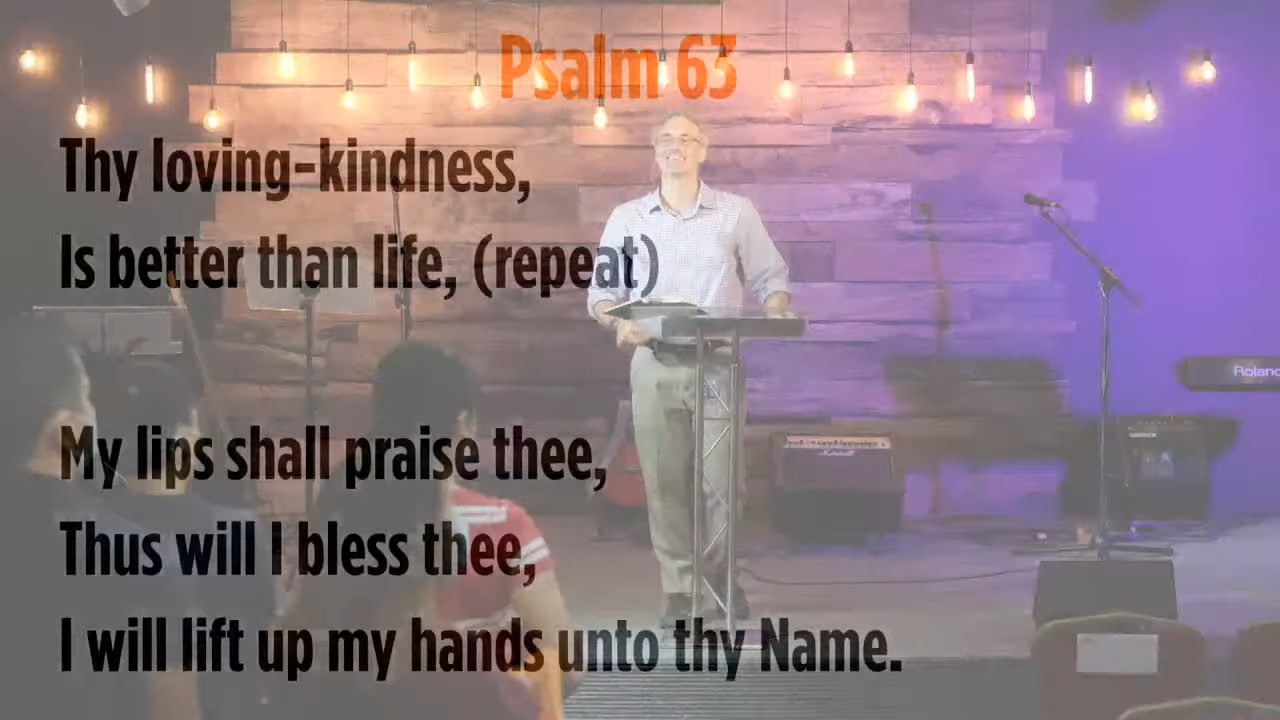 Psalm 63
Thy loving-kindness,
Is better than life, (repeat)
My lips shall praise thee,
Thus will I bless thee,
I will lift up my hands unto thy Name.
Roland
Marshall